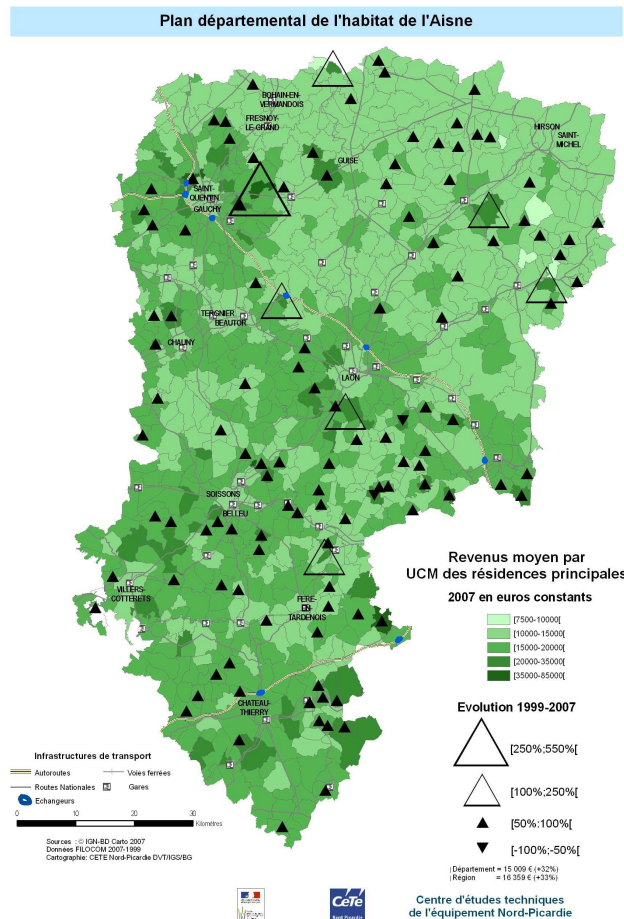 Plan départemental de l'habitat de l'Aisne
BOHAIN-EN-
VERMANDOIS
FRESNOY-
LE-GRAND
HIRSON
SAINT-
MICHEL
GUISE
SAINT-
QUENTEN
GAUCHY
TERGNIER
BEAUTOR
CHAUNY
LAON
SOISSONS
BELLEU
VILLERS-
COTTERETS
FERE-
EN-
TARDENOIS
CHATEAU-
THIERRY
Revenus moyen par
UCM des résidences principales
2007 en euros constants
[7500-10000[
[10000-15000[
[15000-20000[
[20000-35000[
[35000-85000[
Evolution 1999-2007
[250%;550%[
[100%;250%[
[50%:100%[
[-100%;-50%[
Département = 15 009 € (+32%)
Région = 16 359 € (+33%)
Infrastructures de transport
Autoroutes
Voies ferrées
Routes Nationales
Gares
Echangeurs
0 10 20 30
Kilomètres
Sources : © IGN-BD Carto 2007
Données FILOCOM 2007-1999
Cartographie: CETE Nord-Picardie DVT/IGS/BG
CeTe
Nord Picardie
Centre d'études techniques
de l'équipement Nord-Picardie